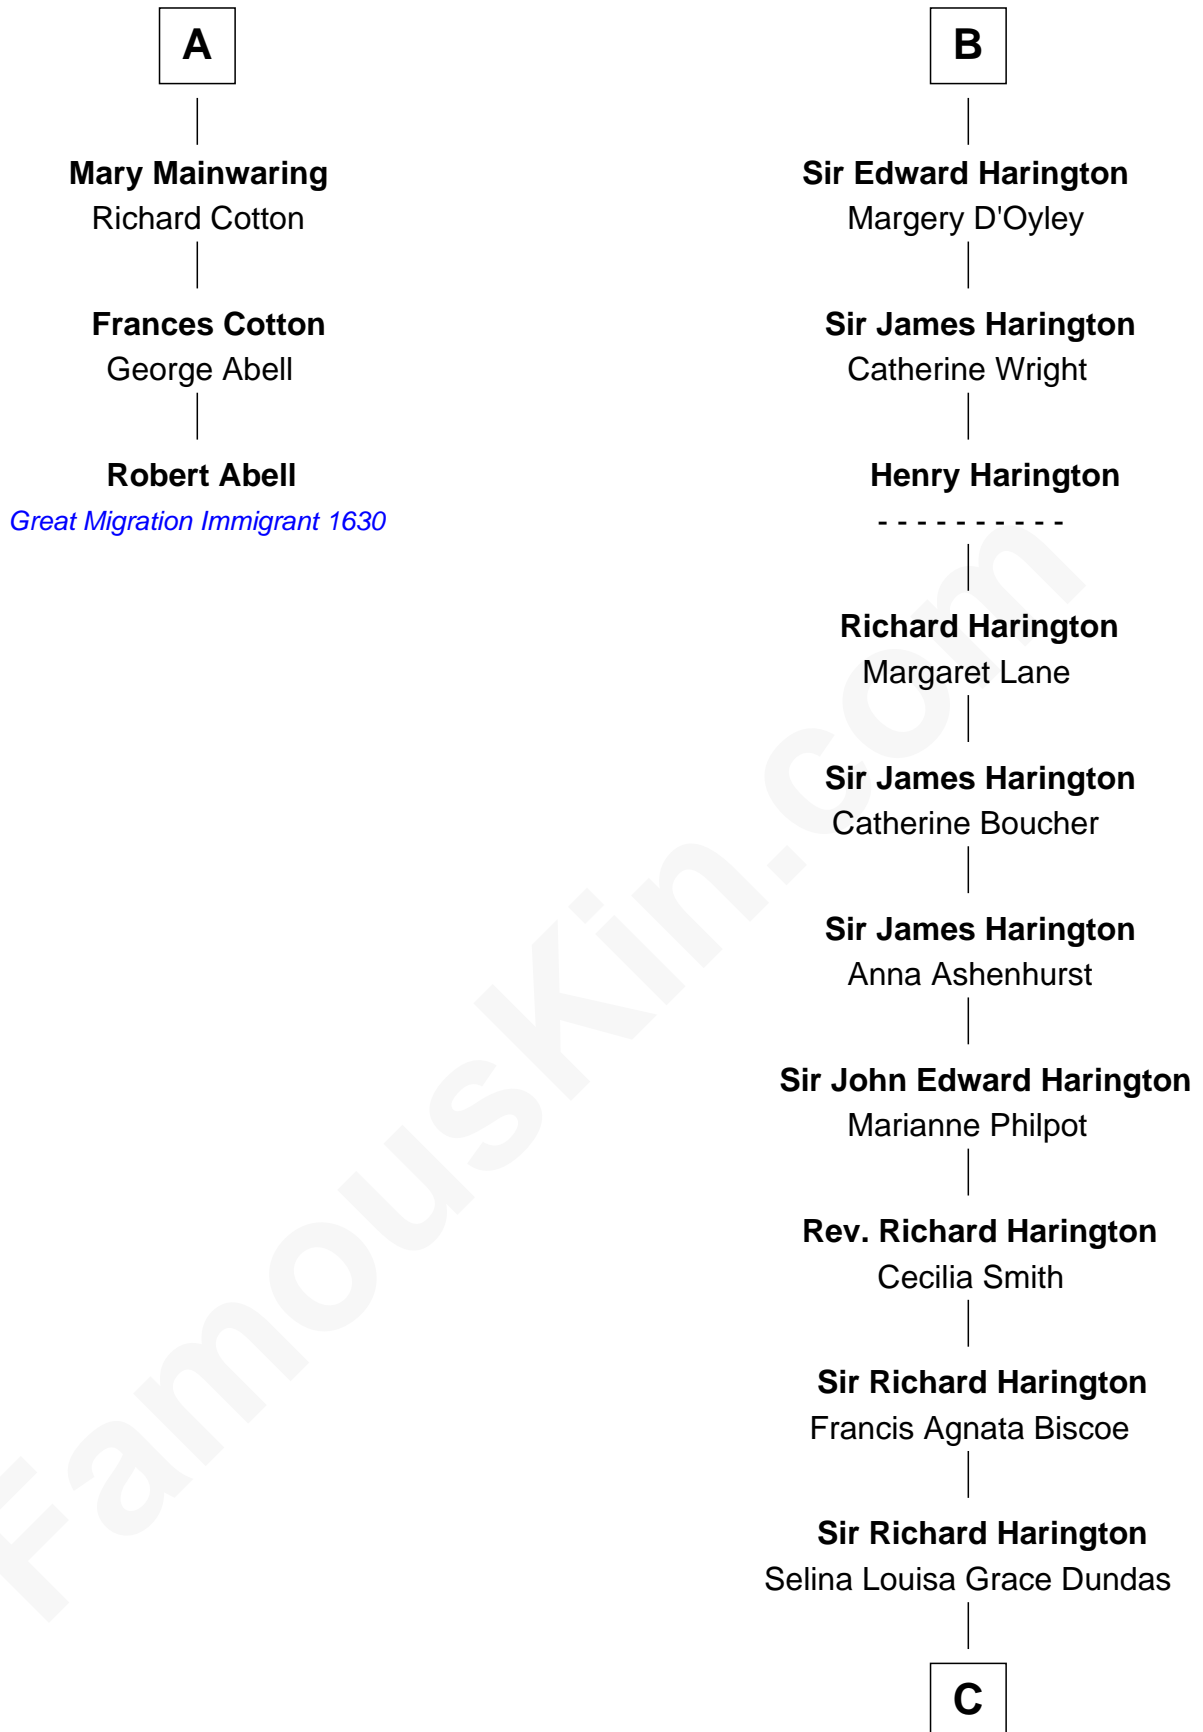 A
Mary Mainwaring
Richard Cotton
Frances Cotton
George Abell
Robert Abell
Great Migration Immigrant 1630
B
Sir Edward Harington
Margery D'Oyley
Sir James Harington
Catherine Wright
Henry Harington
- - - - - - - - - -
Richard Harington
Margaret Lane
Sir James Harington
Catherine Boucher
Sir James Harington
Anna Ashenhurst
Sir John Edward Harington
Marianne Philpot
Rev. Richard Harington
Cecilia Smith
Sir Richard Harington
Francis Agnata Biscoe
Sir Richard Harington
Selina Louisa Grace Dundas
C
FamousKin.com